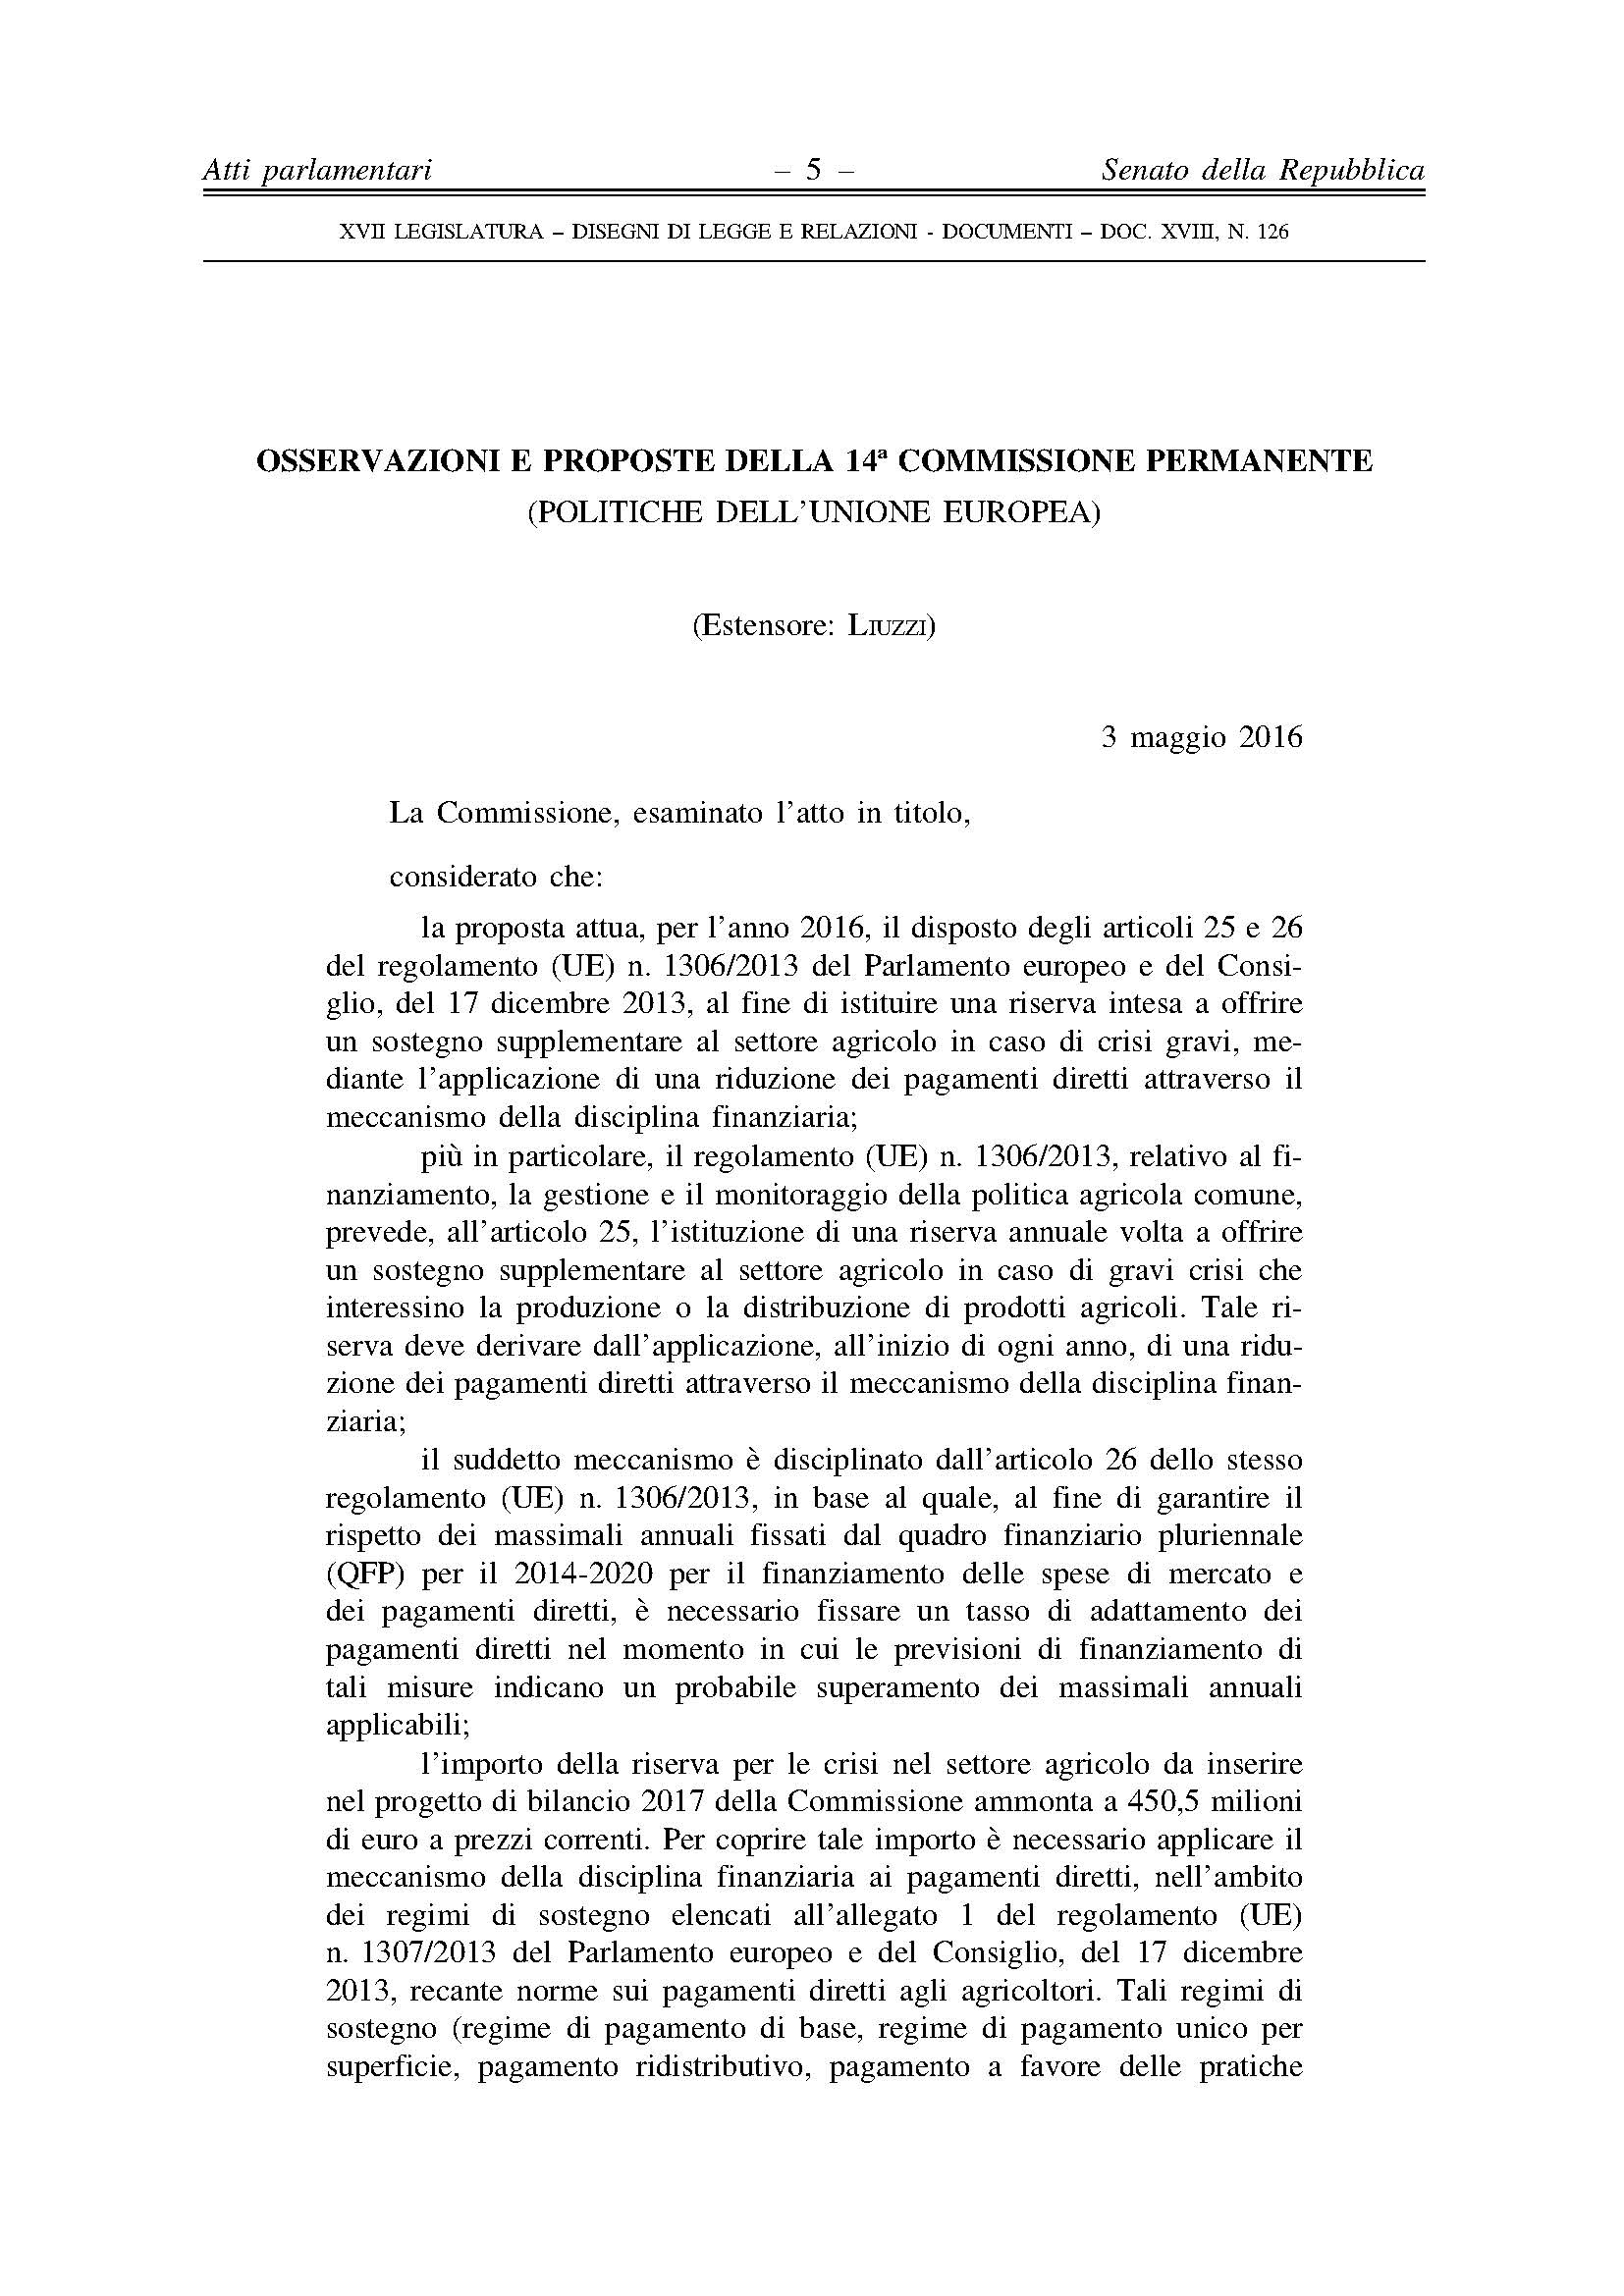 Atti parlamentari – 5 – Senato della Repubblica
XVII LEGISLATURA – DISEGNI DI LEGGE E RELAZIONI - DOCUMENTI – DOC. XVIII, N. 126
OSSERVAZIONI E PROPOSTE DELLA 14ª COMMISSIONE PERMANENTE
(POLITICHE DELL'UNIONE EUROPEA)
(Estensore: LIUZZI)
3 maggio 2016
La Commissione, esaminato l'atto in titolo,
considerato che:
la proposta attua, per l'anno 2016, il disposto degli articoli 25 e 26
del regolamento (UE) n. 1306/2013 del Parlamento europeo e del Consi-
glio, del 17 dicembre 2013, al fine di istituire una riserva intesa a offrire
un sostegno supplementare al settore agricolo in caso di crisi gravi, me-
diante l'applicazione di una riduzione dei pagamenti diretti attraverso il
meccanismo della disciplina finanziaria;
più in particolare, il regolamento (UE) n. 1306/2013, relativo al fi-
nanziamento, la gestione e il monitoraggio della politica agricola comune,
prevede, all'articolo 25, l'istituzione di una riserva annuale volta a offrire
un sostegno supplementare al settore agricolo in caso di gravi crisi che
interessino la produzione o la distribuzione di prodotti agricoli. Tale ri-
serva deve derivare dall'applicazione, all'inizio di ogni anno, di una ridu-
zione dei pagamenti diretti attraverso il meccanismo della disciplina finan-
ziaria;
il suddetto meccanismo è disciplinato dall'articolo 26 dello stesso
regolamento (UE) n. 1306/2013, in base al quale, al fine di garantire il
rispetto dei massimali annuali fissati dal quadro finanziario pluriennale
(QFP) per il 2014-2020 per il finanziamento delle spese di mercato e
dei pagamenti diretti, è necessario fissare un tasso di adattamento dei
pagamenti diretti nel momento in cui le previsioni di finanziamento di
tali misure indicano un probabile superamento dei massimali annuali
applicabili;
l'importo della riserva per le crisi nel settore agricolo da inserire
nel progetto di bilancio 2017 della Commissione ammonta a 450,5 milioni
di euro a prezzi correnti. Per coprire tale importo è necessario applicare il
meccanismo della disciplina finanziaria ai pagamenti diretti, nell'ambito
dei regimi di sostegno elencati all'allegato 1 del regolamento (UE)
n. 1307/2013 del Parlamento europeo e del Consiglio, del 17 dicembre
2013, recante norme sui pagamenti diretti agli agricoltori. Tali regimi di
sostegno (regime di pagamento di base, regime di pagamento unico per
superficie, pagamento ridistributivo, pagamento a favore delle pratiche